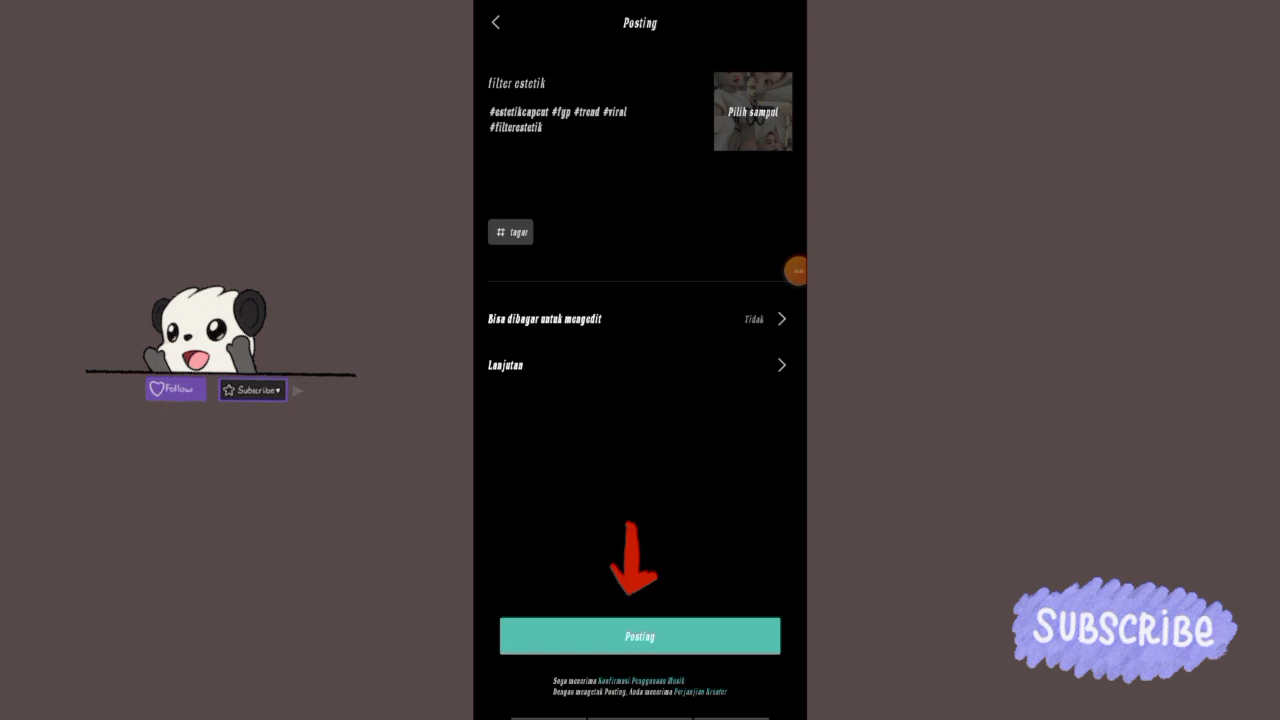 Posting
filter estetik
#estetikcapcut #fyp #trend #viral
#filterestetik
Pilih sampul
# tagar
Bisa dibayar untuk mengedit
Tidak
Lanjutan
Follow
Subscribe♥
Posting
SUBSCRIBE
Saya menerima Konfirmasi Penggunaan Musik
Dengan mengetuk Posting, Anda menerima Perjanjian Kreator